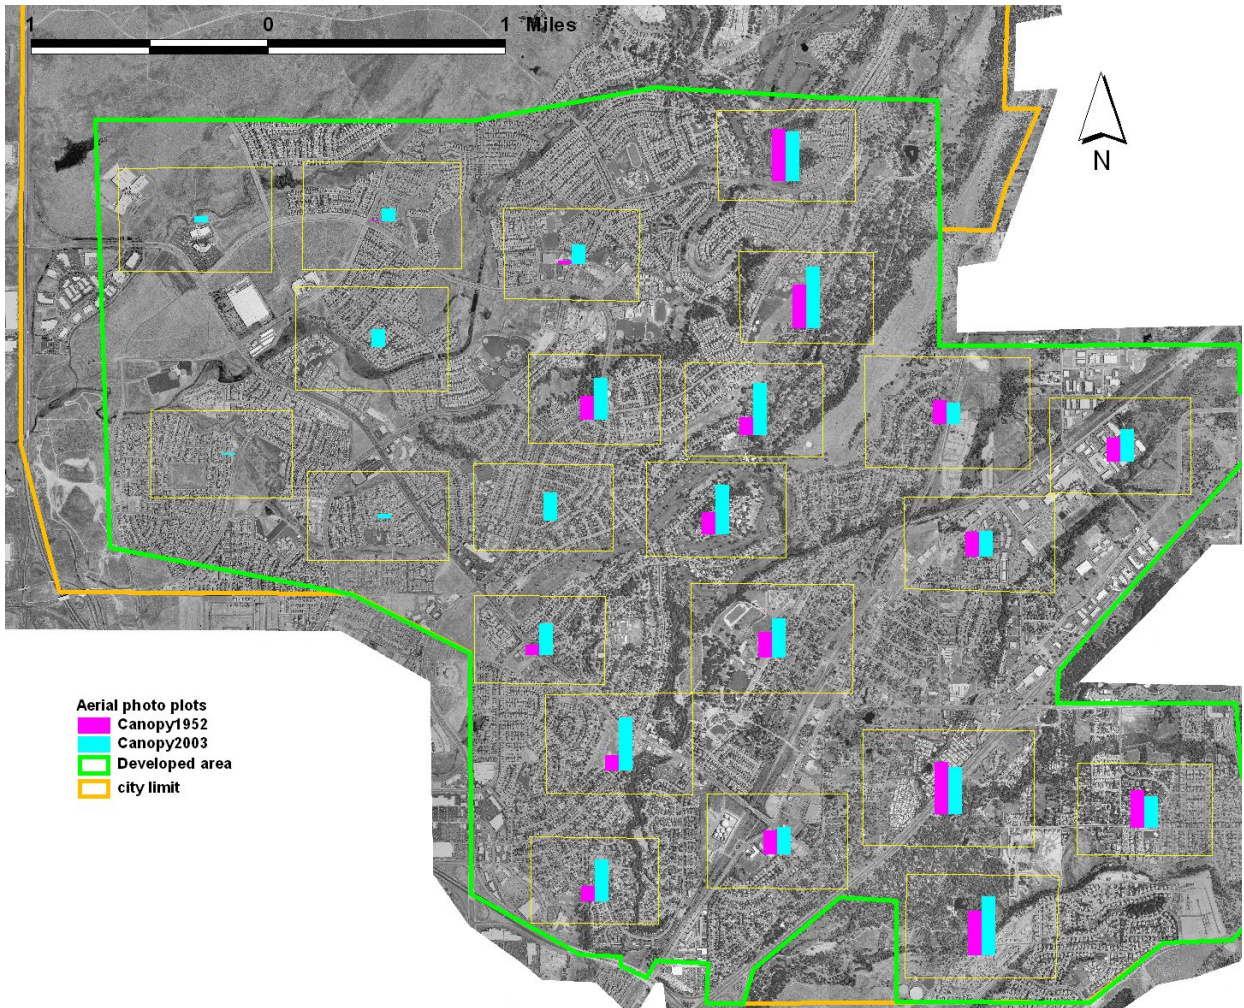 1 0 1 Miles
N
Aerial photo plots
Canopy1952
Canopy2003
Developed area
city limit